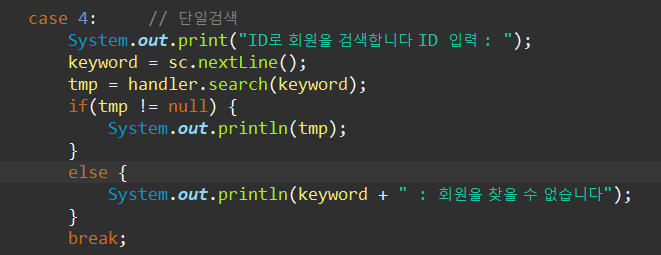 case 4:      // 단일검색
    System.out.print("ID로 회원을 검색합니다 ID 입력 : ");
    keyword = sc.nextLine();
    tmp = handler.search(keyword);
    if(tmp != null) {
        System.out.println(tmp);
    }
    else {
        System.out.println(keyword + " : 회원을 찾을 수 없습니다");
    }
    break;